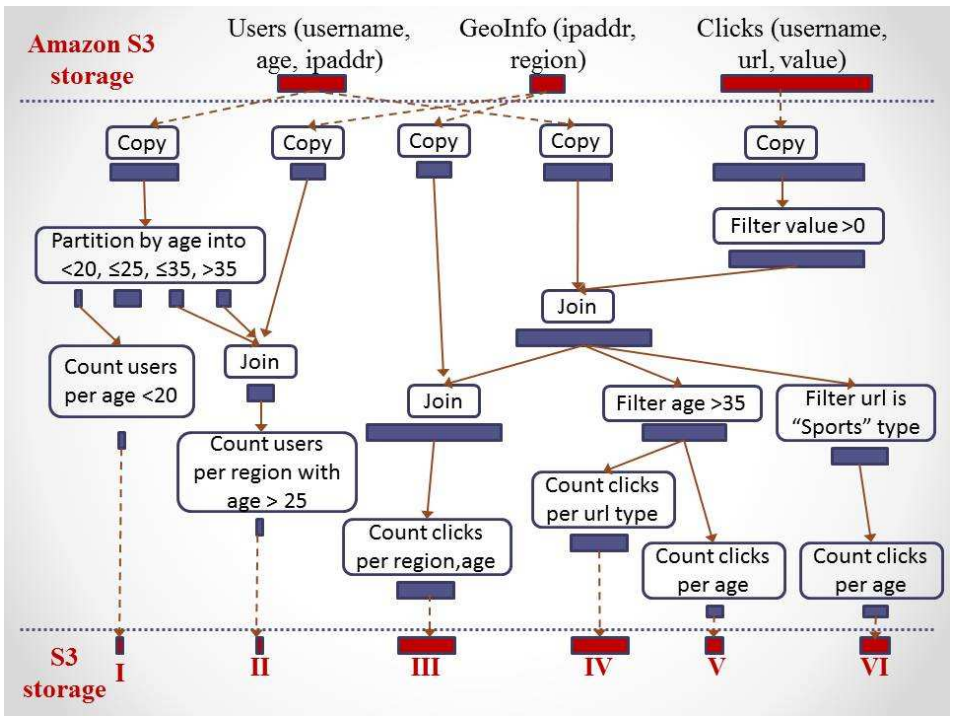 Amazon S3
storage
Users (username,
age, ipaddr)
GeoInfo (ipaddr,
region)
Clicks (username,
url, value)
Copy
Copy
Copy
Copy
Copy
Partition by age into
<20, ≤25, ≤35, >35
Filter value >0
Join
Count users
per age <20
Join
Join
Filter age >35
Filter url is
“Sports” type
Count users
per region with
age > 25
Count clicks
per url type
Count clicks
per region,age
Count clicks
per age
Count clicks
per age
S3
storage
I
II
III
IV
V
VI